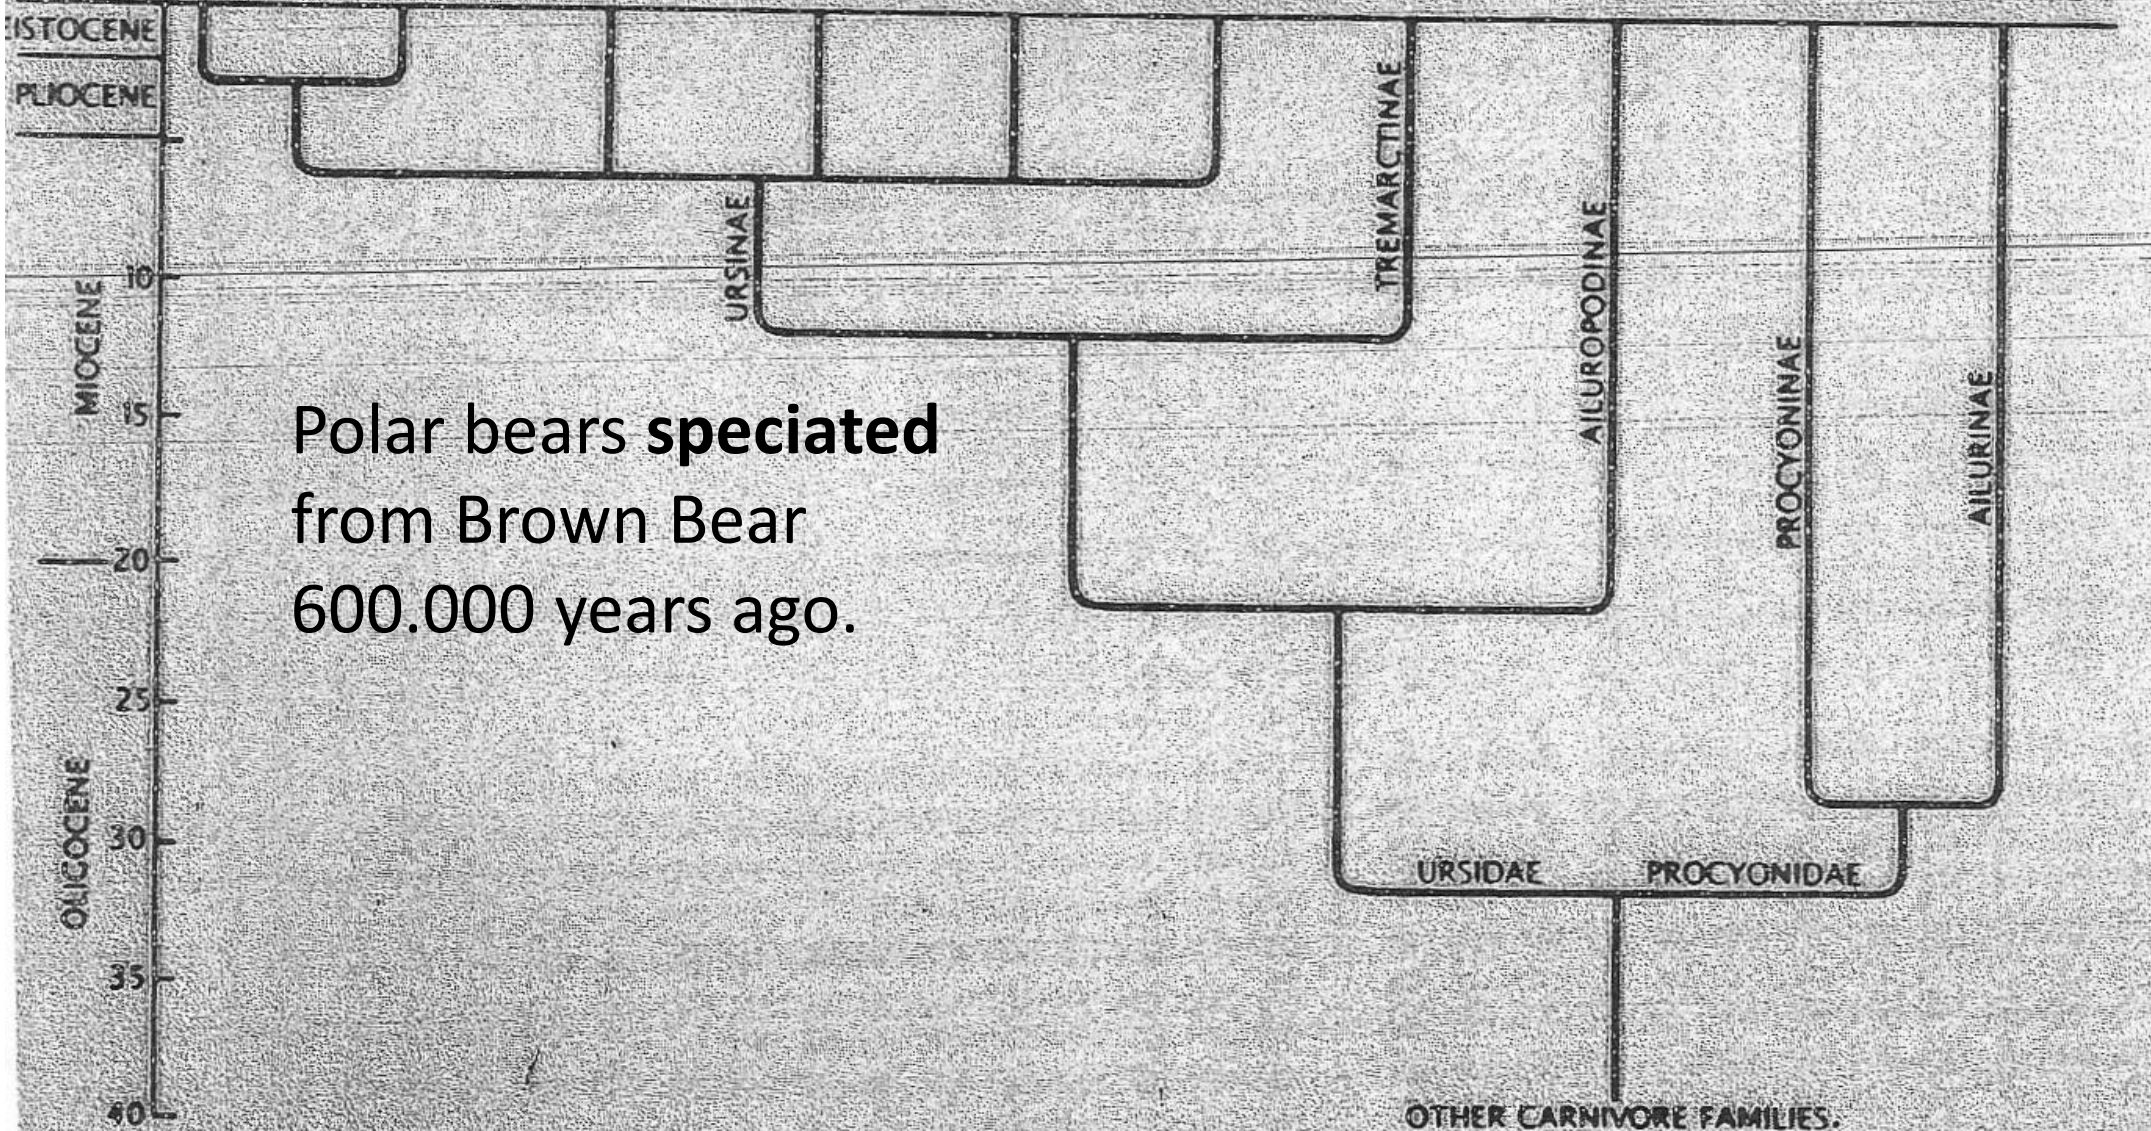 ISTOCENE
PLIOCENE
MIOCENE
OLIGOCENE
10
15
20
25
30
35
40
URSINAE
TREMARCTINAE
AILUROPODINAE
PROCYONINAE
AILURINAE
Polar bears speciated
from Brown Bear
600.000 years ago.
URSIDAE
PROCYONIDAE
OTHER CARNIVORE FAMILIES.